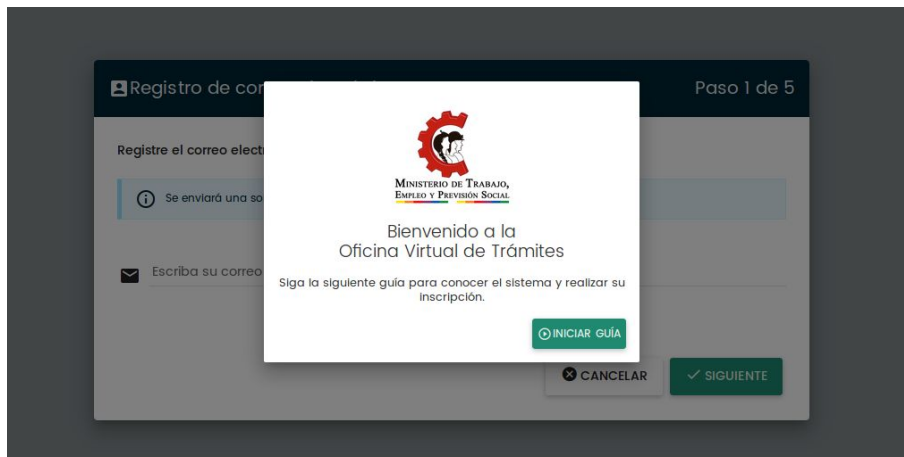 Registro de cor
Paso 1 de 5
Registre el correo elect
Se enviará una so
Escriba su correo
MINISTERIO DE TRABAJO,
EMPLEO Y PREVISIÓN SOCIAL
Bienvenido a la
Oficina Virtual de Trámites
Siga la siguiente guía para conocer el sistema y realizar su
inscripción.
INICIAR GUÍA
CANCELAR
SIGUIENTE